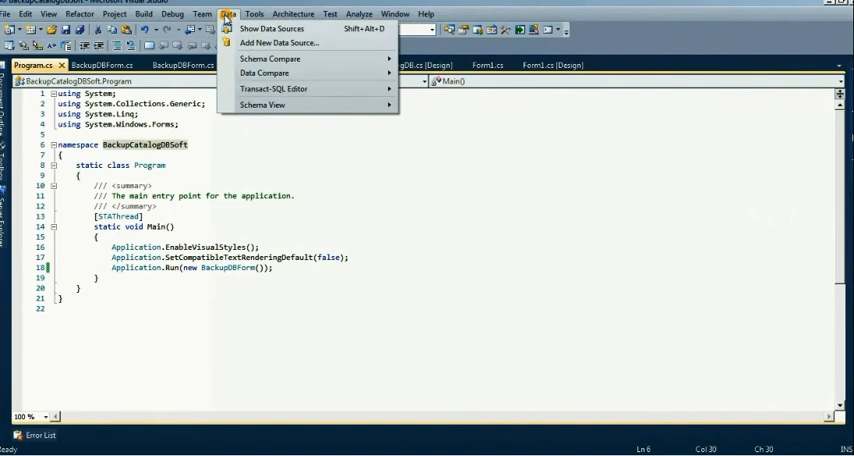 BackupCatalogDBSoft - Microsoft Visual Studio
File Edit View Refactor Project Build Debug Team Data Tools Architecture Test Analyze Window Help
Show Data Sources Shift+Alt+D
Add New Data Source...
Schema Compare
Data Compare
Transact-SQL Editor
Schema View
Program.cs BackupDBForm.cs BackupDBForm.cs ogDB.cs [Design] Form1.cs Form1.cs [Design]
BackupCatalogDBSoft.Program Main()
1 using System;
2 using System.Collections.Generic;
3 using System.Linq;
4 using System.Windows.Forms;
5
6 namespace BackupCatalogDBSoft
7 {
8 static class Program
9 {
10 /// <summary>
11 /// The main entry point for the application.
12 /// </summary>
13 [STAThread]
14 static void Main()
15 {
16 Application.EnableVisualStyles();
17 Application.SetCompatibleTextRenderingDefault(false);
18 Application.Run(new BackupDBForm());
19 }
20 }
21 }
22
100 %
Error List
Ready Ln 6 Col 30 Ch 30 INS
Document Outline
Toolbox
Server Explorer